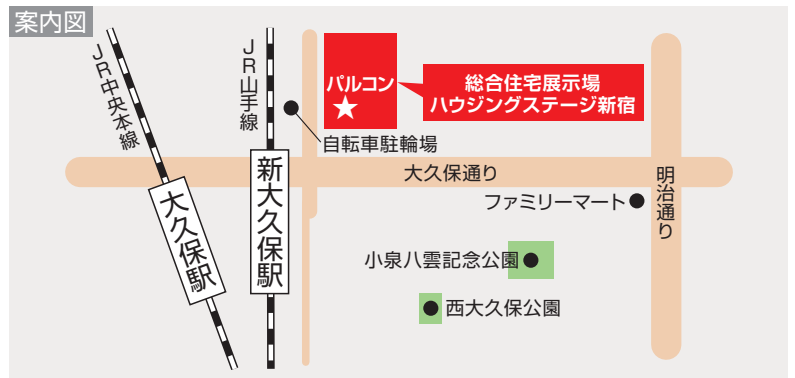 案内図
JR中央本線
JR山手線
パルコン
★
総合住宅展示場
ハウジングステージ新宿
自転車駐輪場
大久保通り
明治通り
ファミリーマート
新大久保駅
大久保駅
小泉八雲記念公園
西大久保公園